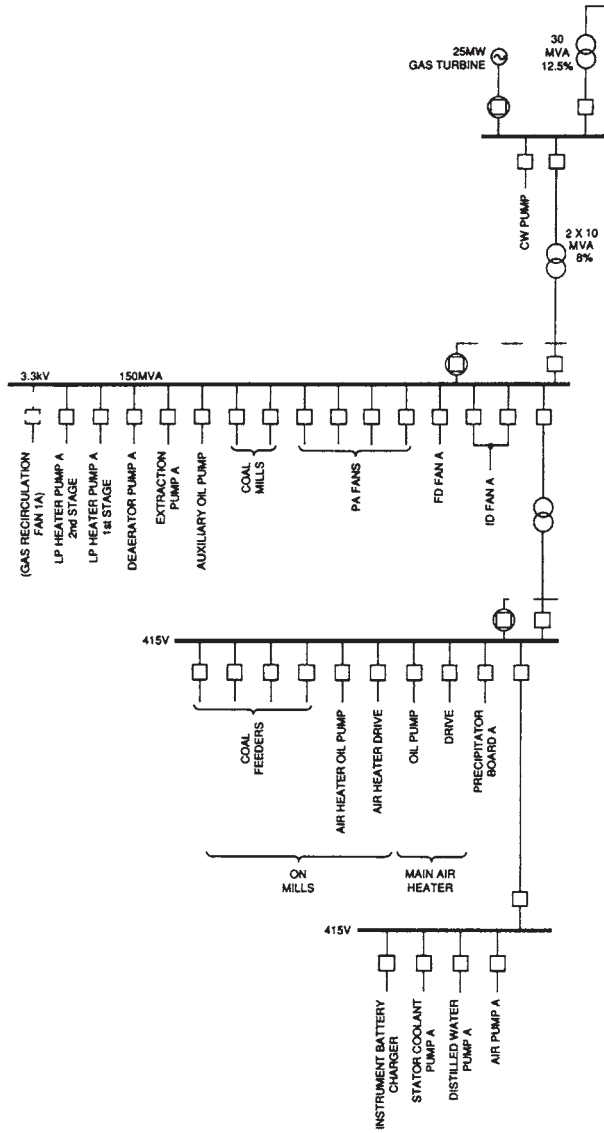 25MW
GAS TURBINE
30
MVA
12.5%
CW PUMP
2 X 10
MVA
8%
3.3kV
150MVA
(GAS RECIRCULATION
FAN 1A)
LP HEATER PUMP A
2nd STAGE
LP HEATER PUMP A
1st STAGE
DEAERATOR PUMP A
EXTRACTION
PUMP A
AUXILIARY OIL PUMP
COAL
MILLS
PA FANS
FD FAN A
ID FAN A
415V
COAL
FEEDERS
AIR HEATER OIL PUMP
AIR HEATER DRIVE
OIL PUMP
DRIVE
PRECIPITATOR
BOARD A
ON
MILLS
MAIN AIR
HEATER
415V
INSTRUMENT BATTERY
CHARGER
STATOR COOLANT
PUMP A
DISTILLED WATER
PUMP A
AIR PUMP A